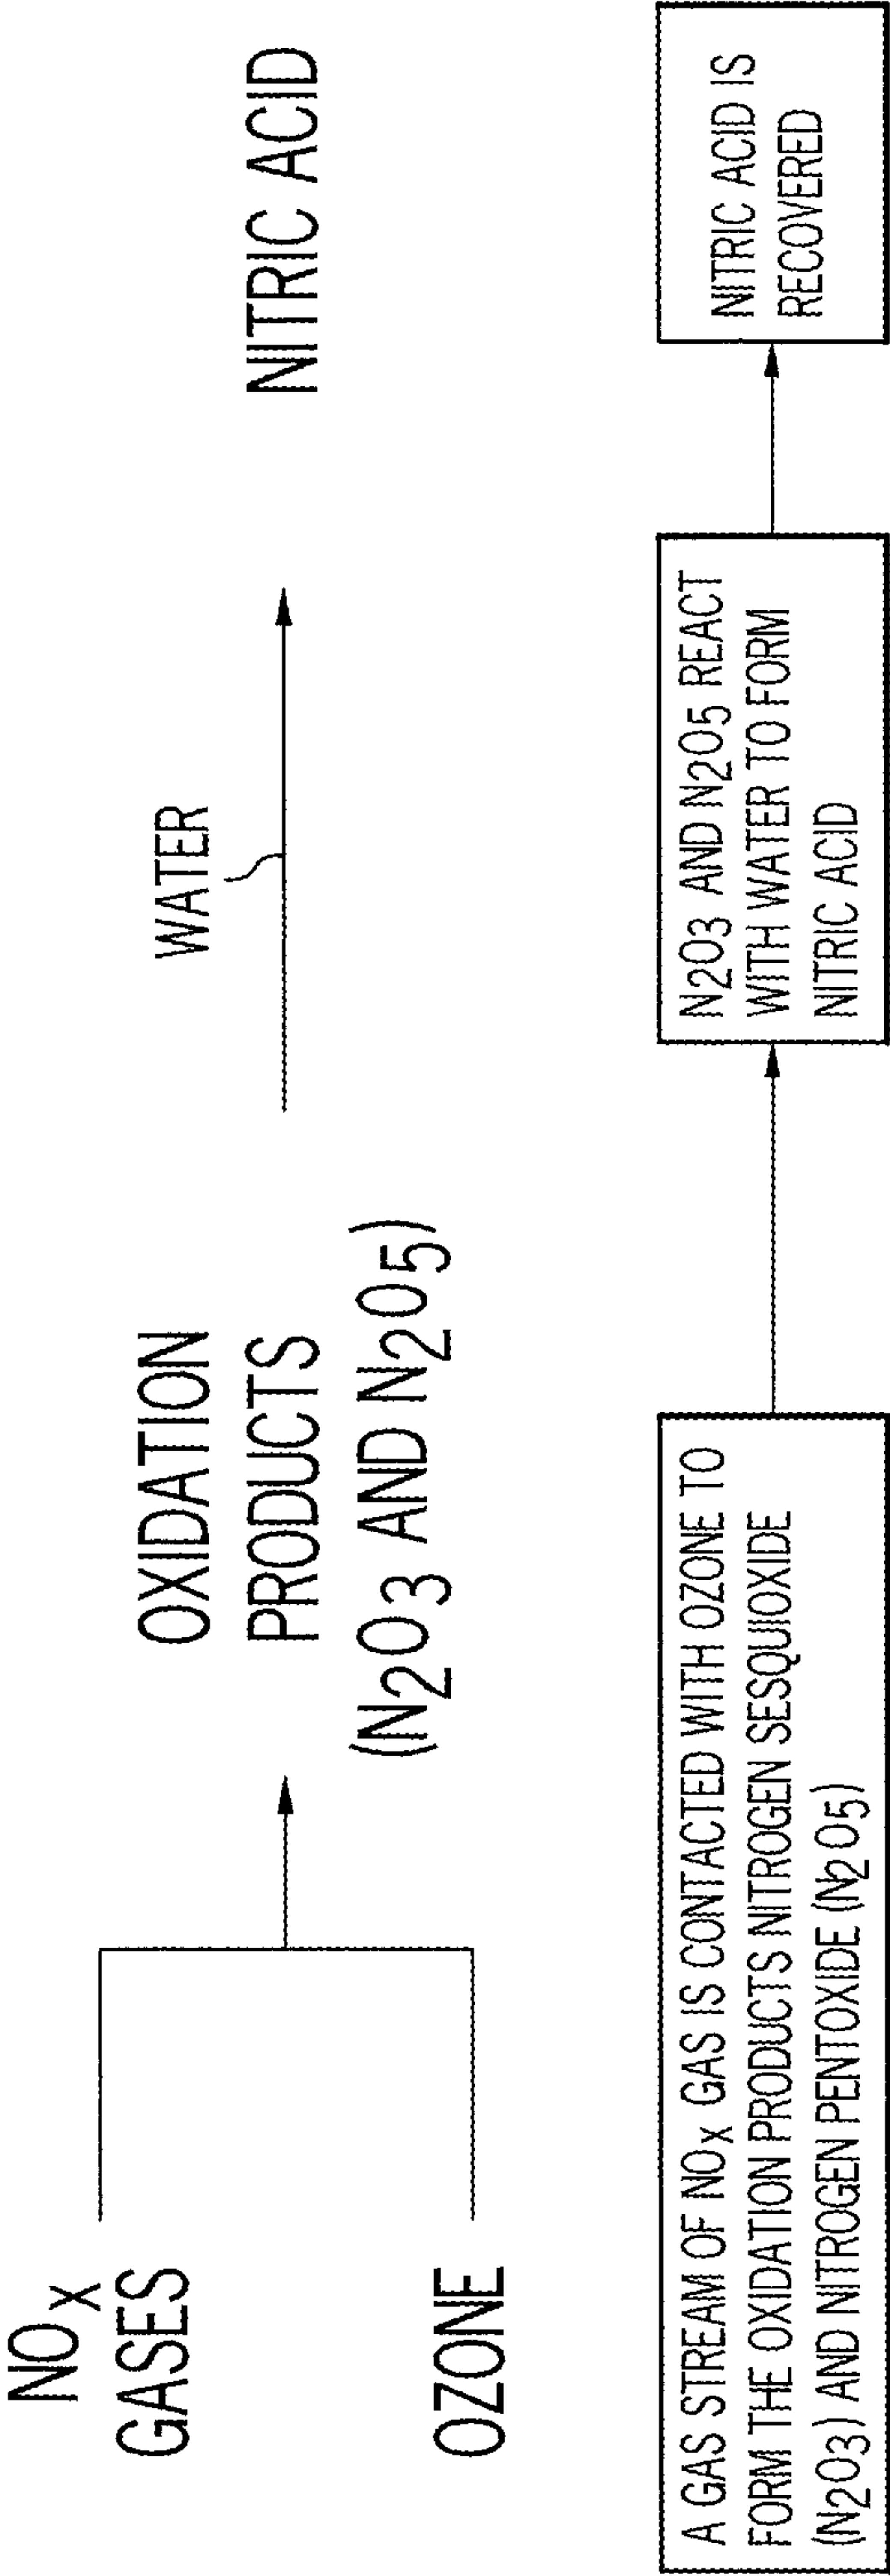 NOX
GASES
OZONE
OXIDATION
PRODUCTS
(N2O3 AND N2O5)
WATER
NITRIC ACID
A GAS STREAM OF NOX GAS IS CONTACTED WITH OZONE TO
FORM THE OXIDATION PRODUCTS NITROGEN SESQUIOXIDE
(N2O3) AND NITROGEN PENTOXIDE (N2O5)
N2O3 AND N2O5 REACT
WITH WATER TO FORM
NITRIC ACID
NITRIC ACID IS
RECOVERED